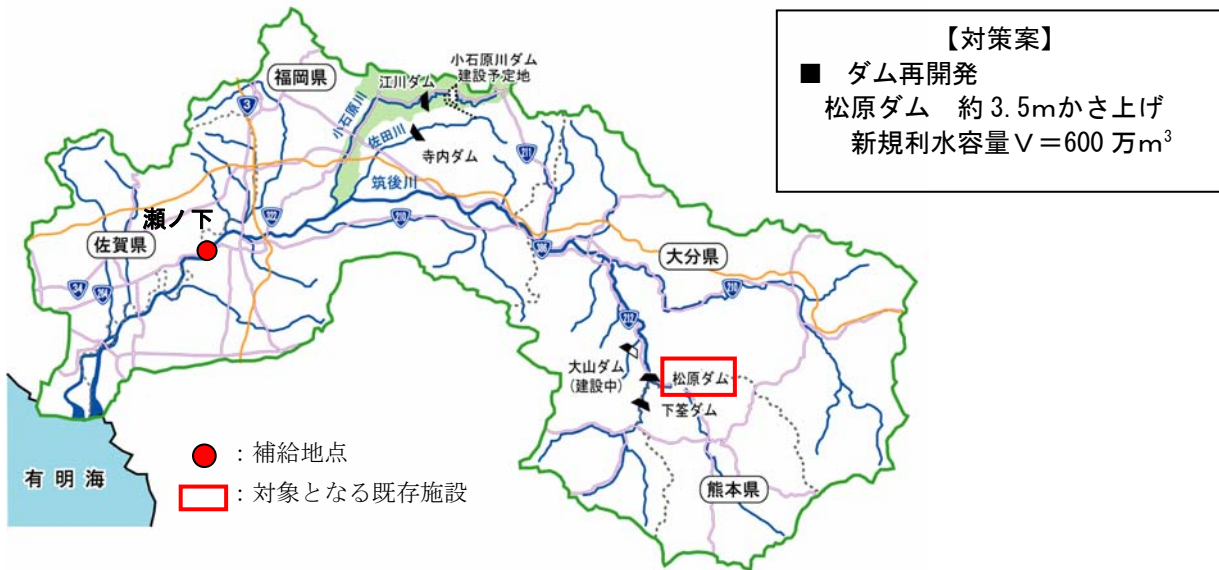 【対策案】
■ ダム再開発
松原ダム 約3.5mかさ上げ
新規利水容量V=600万m³
小石原川ダム
建設予定地
江川ダム
福岡県
3
小石原川
佐田川
寺内ダム
211
筑後川
瀬ノ下
322
210
佐賀県
34
264
386
大分県
210
212
大山ダム
(建設中)
松原ダム
下筌ダム
熊本県
有明海
:補給地点
:対象となる既存施設